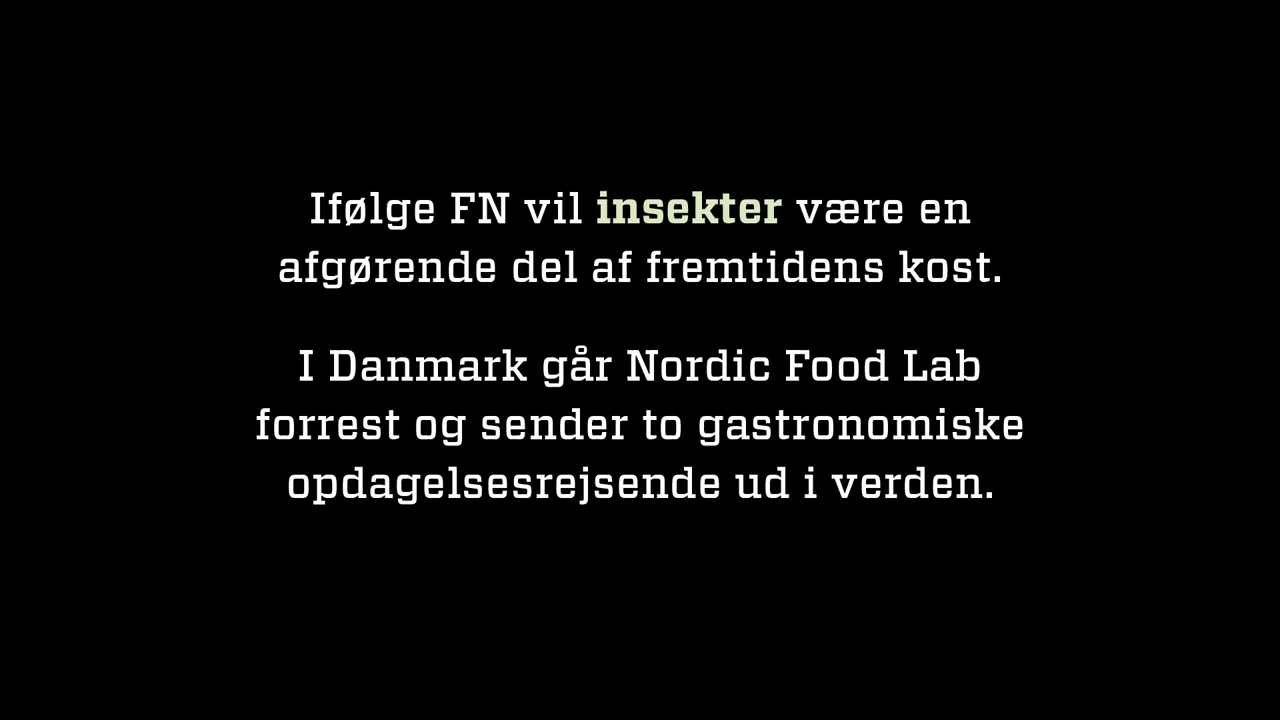 Ifølge FN vil insekter være en
afgørende del af fremtidens kost.
I Danmark går Nordic Food Lab
forrest og sender to gastronomiske
opdagelsesrejsende ud i verden.